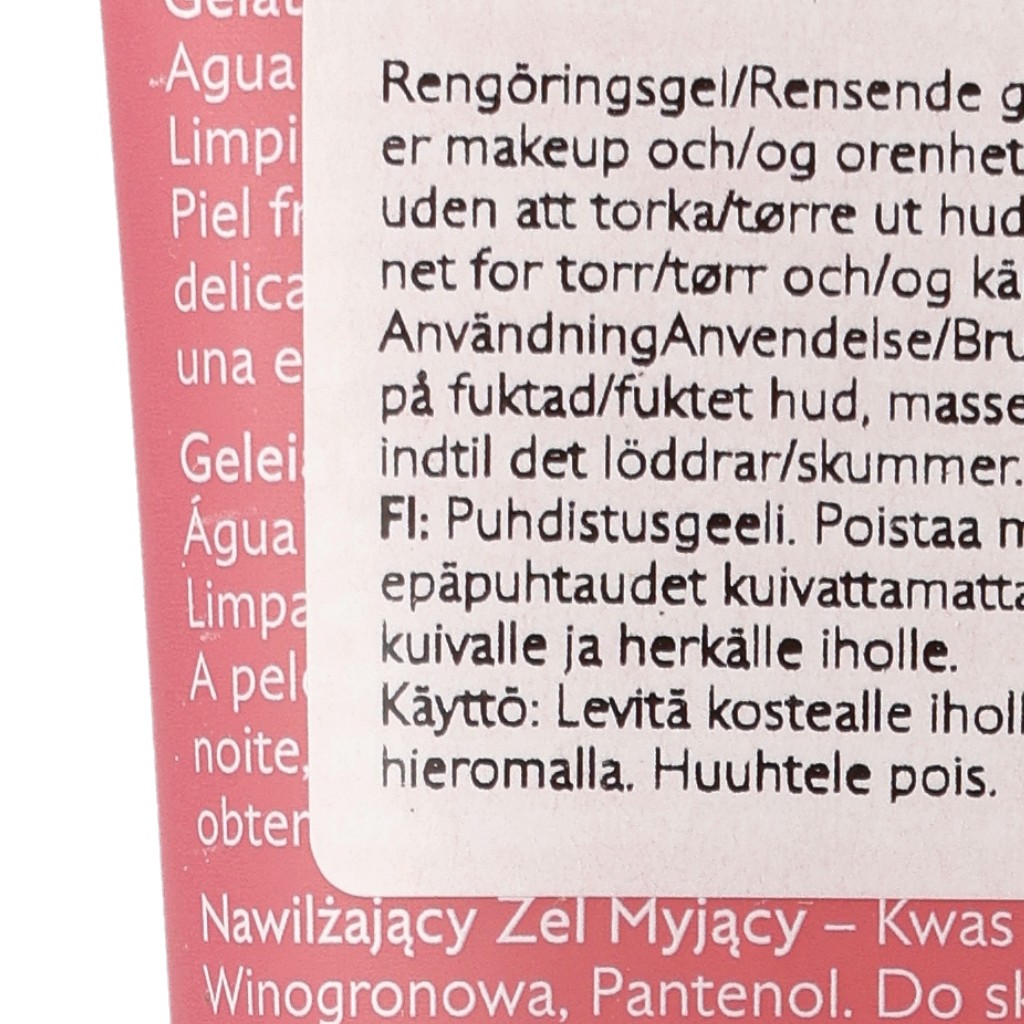 Agua
Limpi
Piel fr
delica
una e
Gelei
Água
Limpa
A pel
noite,
obter
Rengöringsgel/Rensende g
er makeup och/og orenhet
uden att torka/tørre ut hud
net for torr/tørr och/og kä
AnvändningAnvendelse/Bru
på fuktad/fuktet hud, masse
indtil det löddrar/skummer.
FI: Puhdistusgeeli. Poistaa m
epäpuhtaudet kuivattamatta
kuivalle ja herkälle iholle.
Käyttö: Levitä kostealle iholl
hieromalla. Huuhtele pois.
Nawilżający Żel Myjący – Kwas
Winogronowa, Pantenol. Do sk